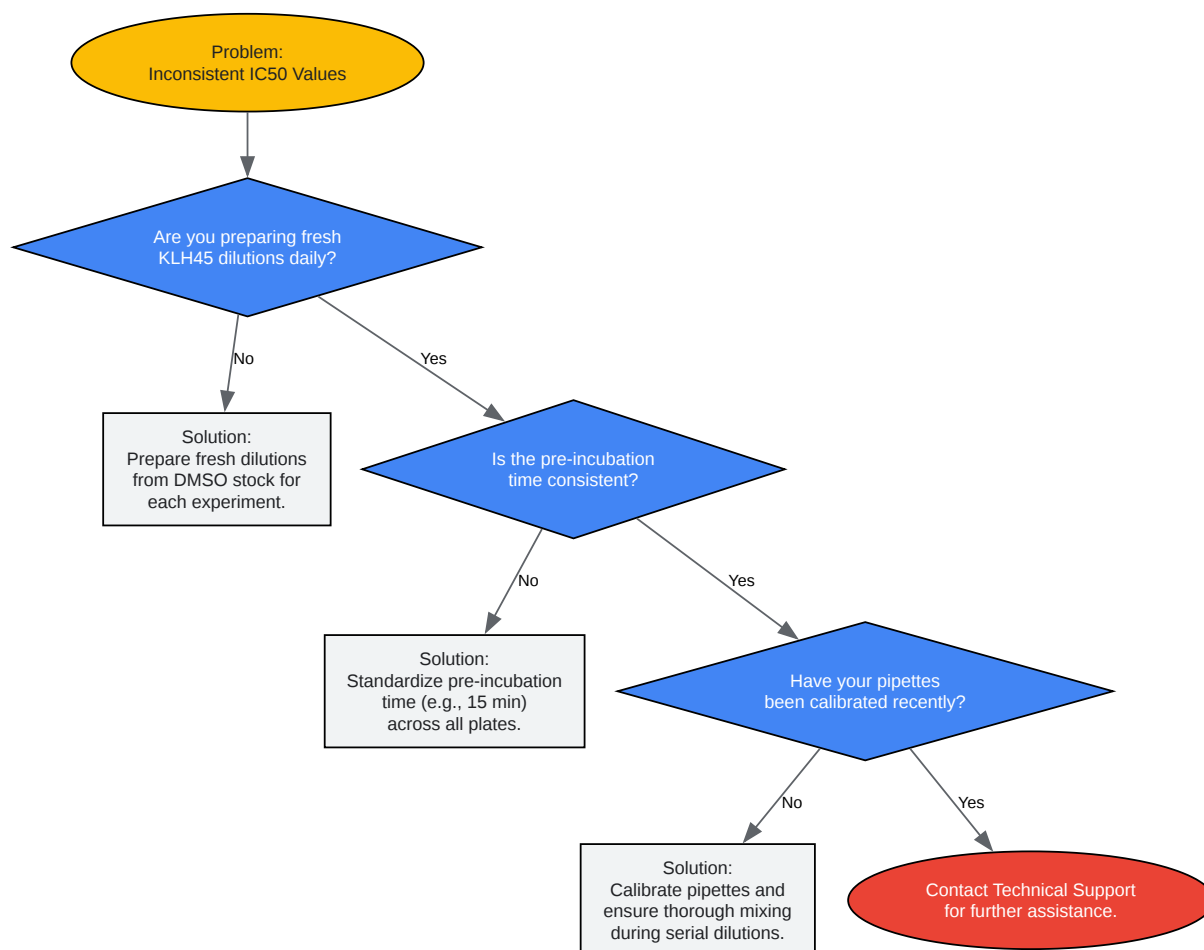 Problem:
Inconsistent IC50 Values
Are you preparing fresh
KLH45 dilutions daily?
No
Yes
Solution:
Prepare fresh dilutions
from DMSO stock for
each experiment.
Is the pre-incubation
time consistent?
No
Yes
Solution:
Standardize pre-incubation
time (e.g., 15 min)
across all plates.
Have your pipettes
been calibrated recently?
No
Yes
Solution:
Calibrate pipettes and
ensure thorough mixing
during serial dilutions.
Contact Technical Support
for further assistance.